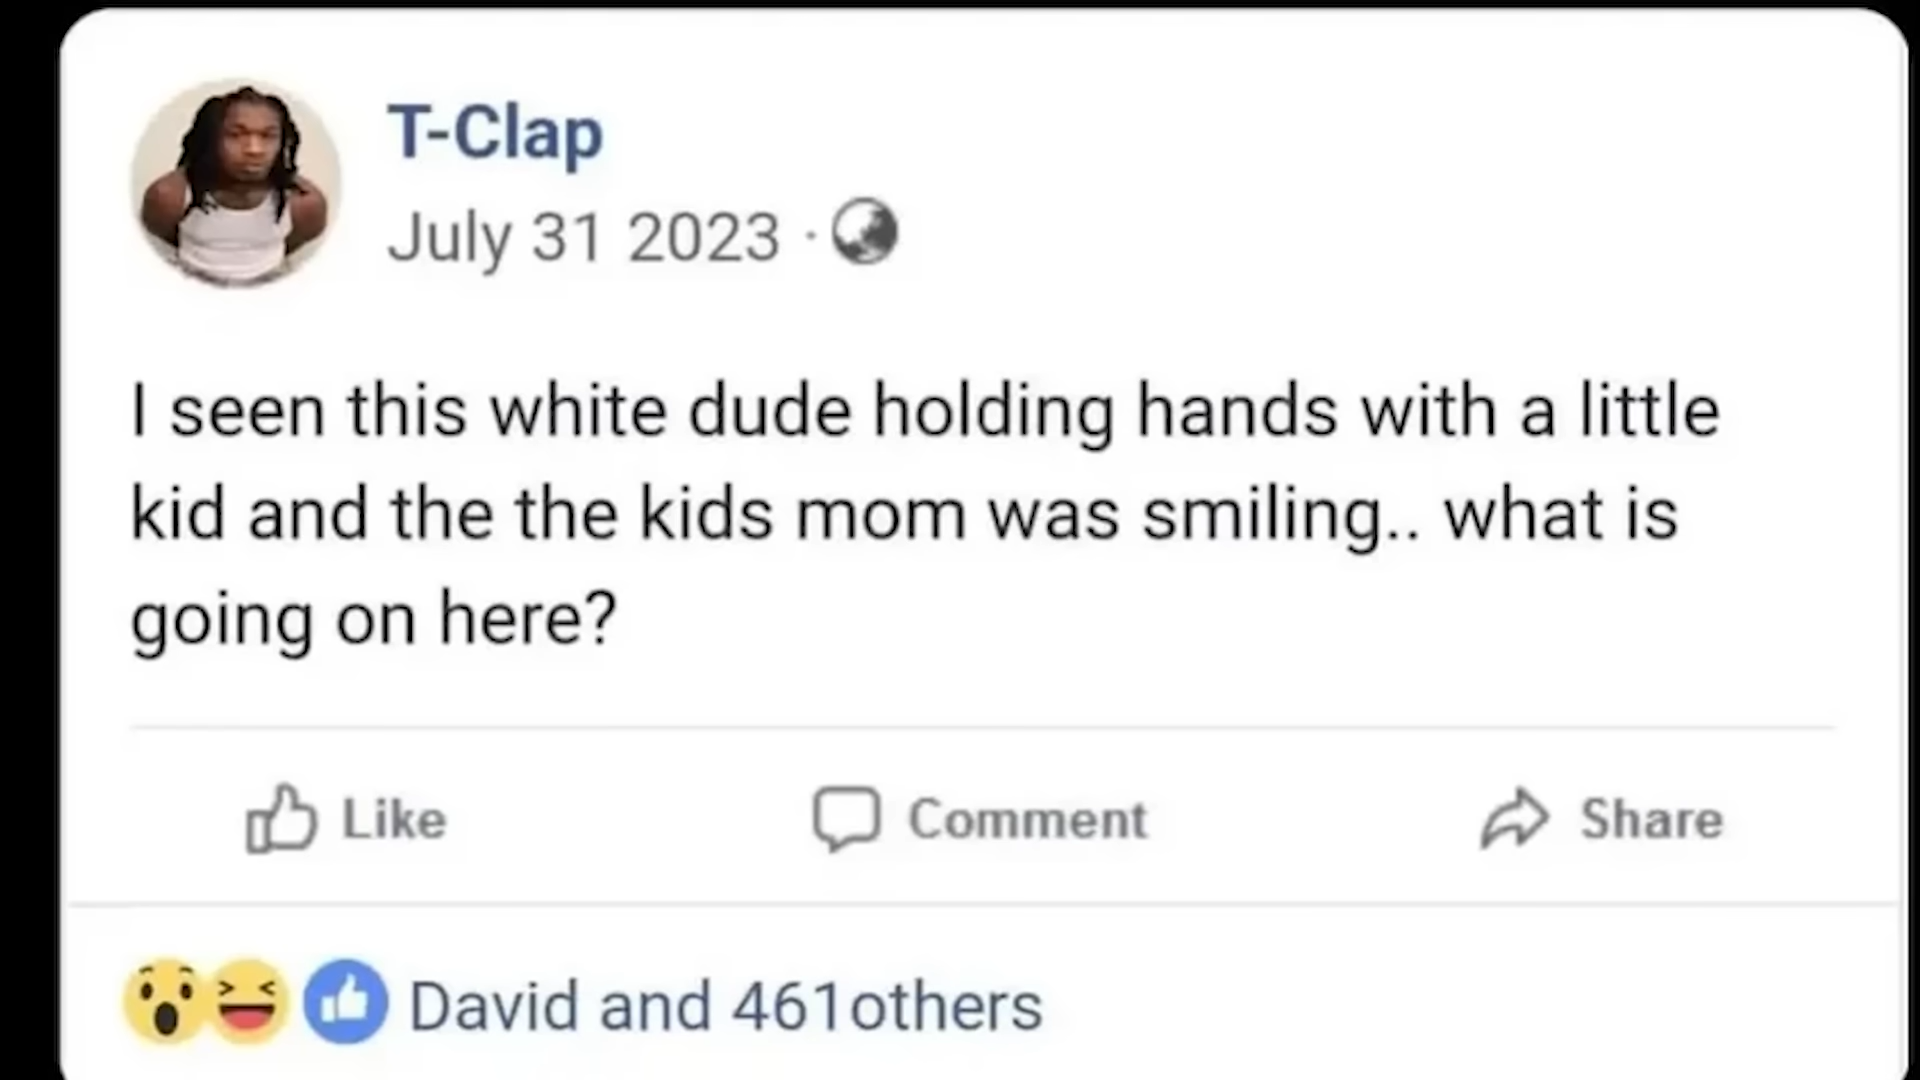 T-Clap
July 31 2023 ·
I seen this white dude holding hands with a little
kid and the the kids mom was smiling.. what is
going on here?
Like Comment Share
David and 461others